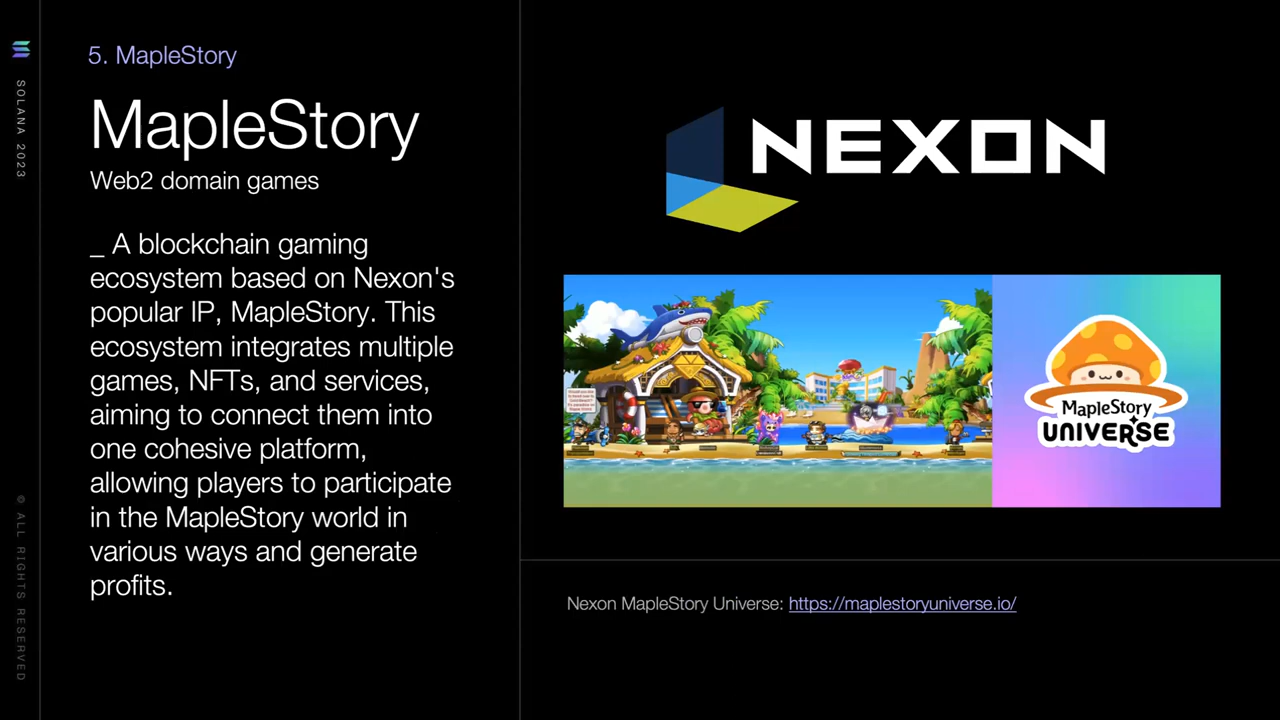 SOLANA 2023
© ALL RIGHTS RESERVED
5. MapleStory
MapleStory
Web2 domain games
_ A blockchain gaming
ecosystem based on Nexon's
popular IP, MapleStory. This
ecosystem integrates multiple
games, NFTs, and services,
aiming to connect them into
one cohesive platform,
allowing players to participate
in the MapleStory world in
various ways and generate
profits.
NEXON
MapleStory
UNIVERSE
Nexon MapleStory Universe: https://maplestoryuniverse.io/